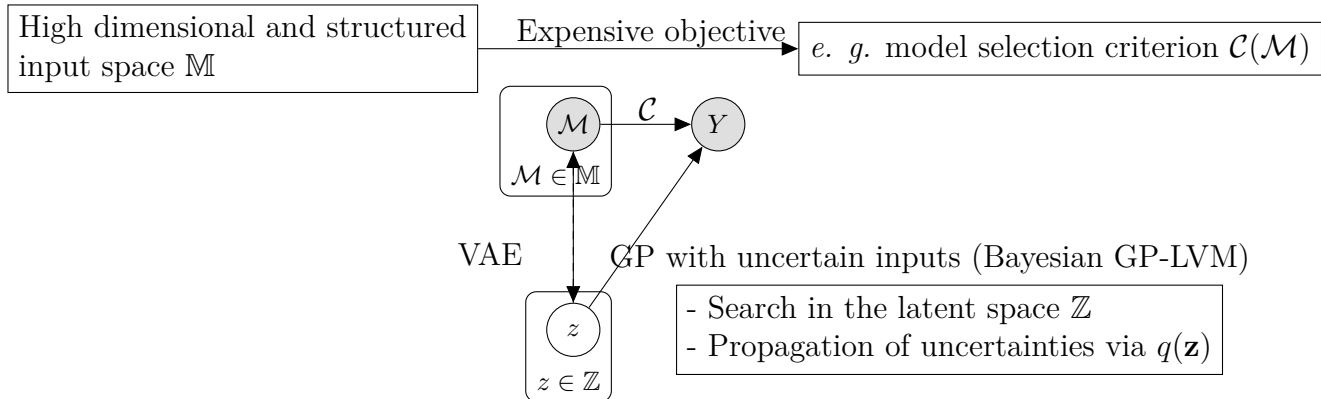 High dimensional and structured
input space 𝕄
Expensive objective
e. g. model selection criterion 𝒞(ℳ)
ℳ
𝒞
Y
ℳ ∈ 𝕄
VAE
GP with uncertain inputs (Bayesian GP-LVM)
- Search in the latent space ℤ
- Propagation of uncertainties via q(𝐳)
z
z ∈ ℤ